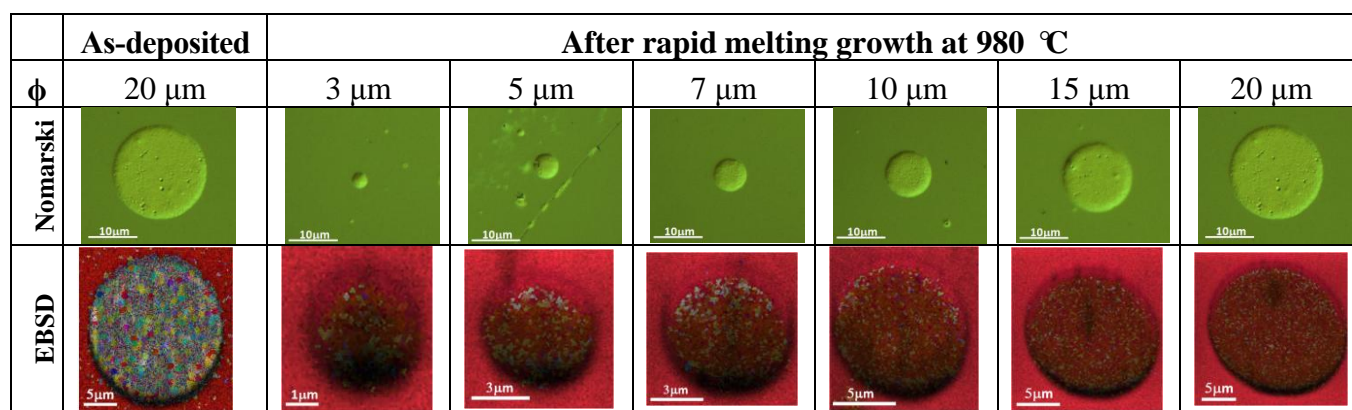 As-deposited After rapid melting growth at 980 ℃
ϕ 20 μm 3 μm 5 μm 7 μm 10 μm 15 μm 20 μm
Nomarski
10μm 10μm 10μm 10μm 10μm 10μm 10μm
EBSD
5μm 1μm 3μm 3μm 5μm 5μm 5μm